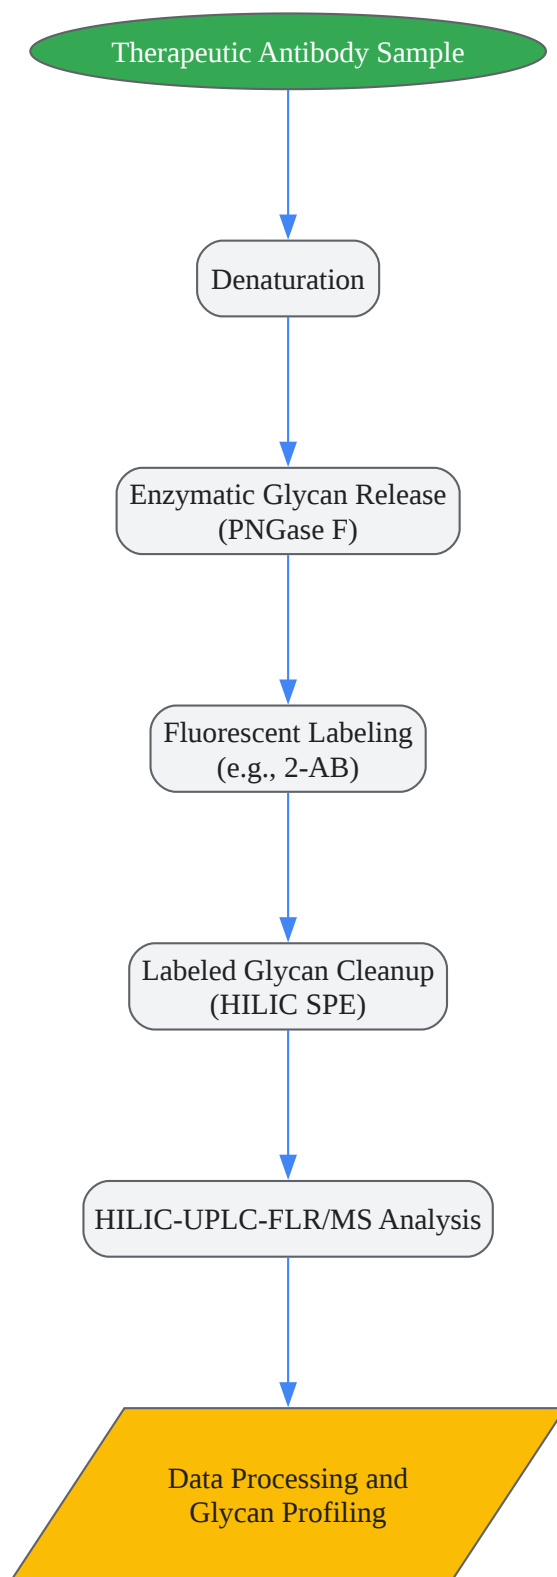 Therapeutic Antibody Sample
Denaturation
Enzymatic Glycan Release
(PNGase F)
Fluorescent Labeling
(e.g., 2-AB)
Labeled Glycan Cleanup
(HILIC SPE)
HILIC-UPLC-FLR/MS Analysis
Data Processing and
Glycan Profiling